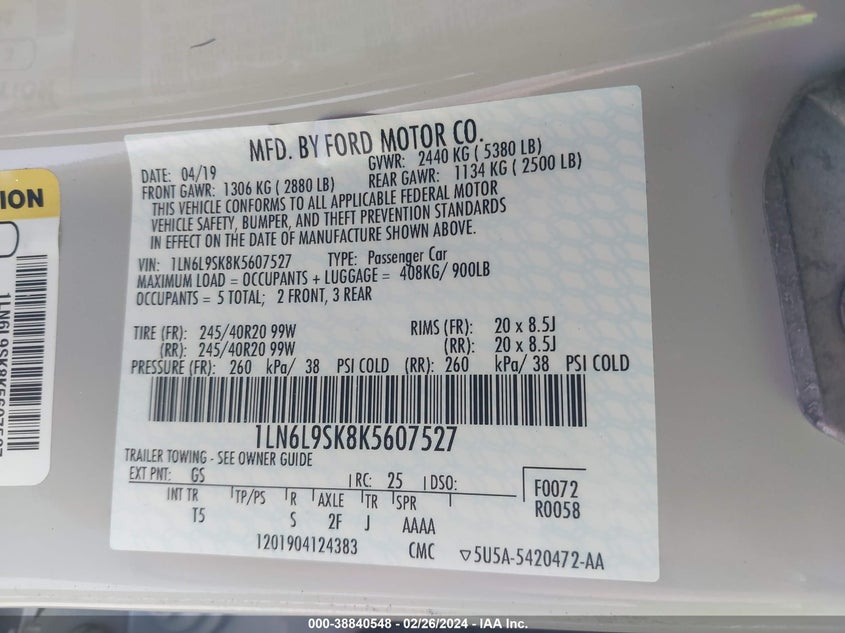 MFD. BY FORD MOTOR CO.
DATE: 04/19 GVWR: 2440 KG ( 5380 LB)
FRONT GAWR: 1306 KG ( 2880 LB) REAR GAWR: 1134 KG ( 2500 LB)
THIS VEHICLE CONFORMS TO ALL APPLICABLE FEDERAL MOTOR
VEHICLE SAFETY, BUMPER, AND THEFT PREVENTION STANDARDS
IN EFFECT ON THE DATE OF MANUFACTURE SHOWN ABOVE.
VIN: 1LN6L9SK8K5607527 TYPE: Passenger Car
MAXIMUM LOAD = OCCUPANTS + LUGGAGE = 408KG/ 900LB
OCCUPANTS = 5 TOTAL; 2 FRONT, 3 REAR
TIRE (FR): 245/40R20 99W RIMS (FR): 20 x 8.5J
(RR): 245/40R20 99W (RR): 20 x 8.5J
PRESSURE (FR): 260 kPa/ 38 PSI COLD (RR): 260 kPa/ 38 PSI COLD
1LN6L9SK8K5607527
TRAILER TOWING - SEE OWNER GUIDE
EXT PNT: GS RC: 25 DSO:
INT TR TP/PS R AXLE TR SPR
T5 S 2F J AAAA
F0072
R0058
1201904124383 CMC ▽5U5A-5420472-AA
ION
1LN6L9SK8K5607527
000-38840548 - 02/26/2024 - IAA Inc.